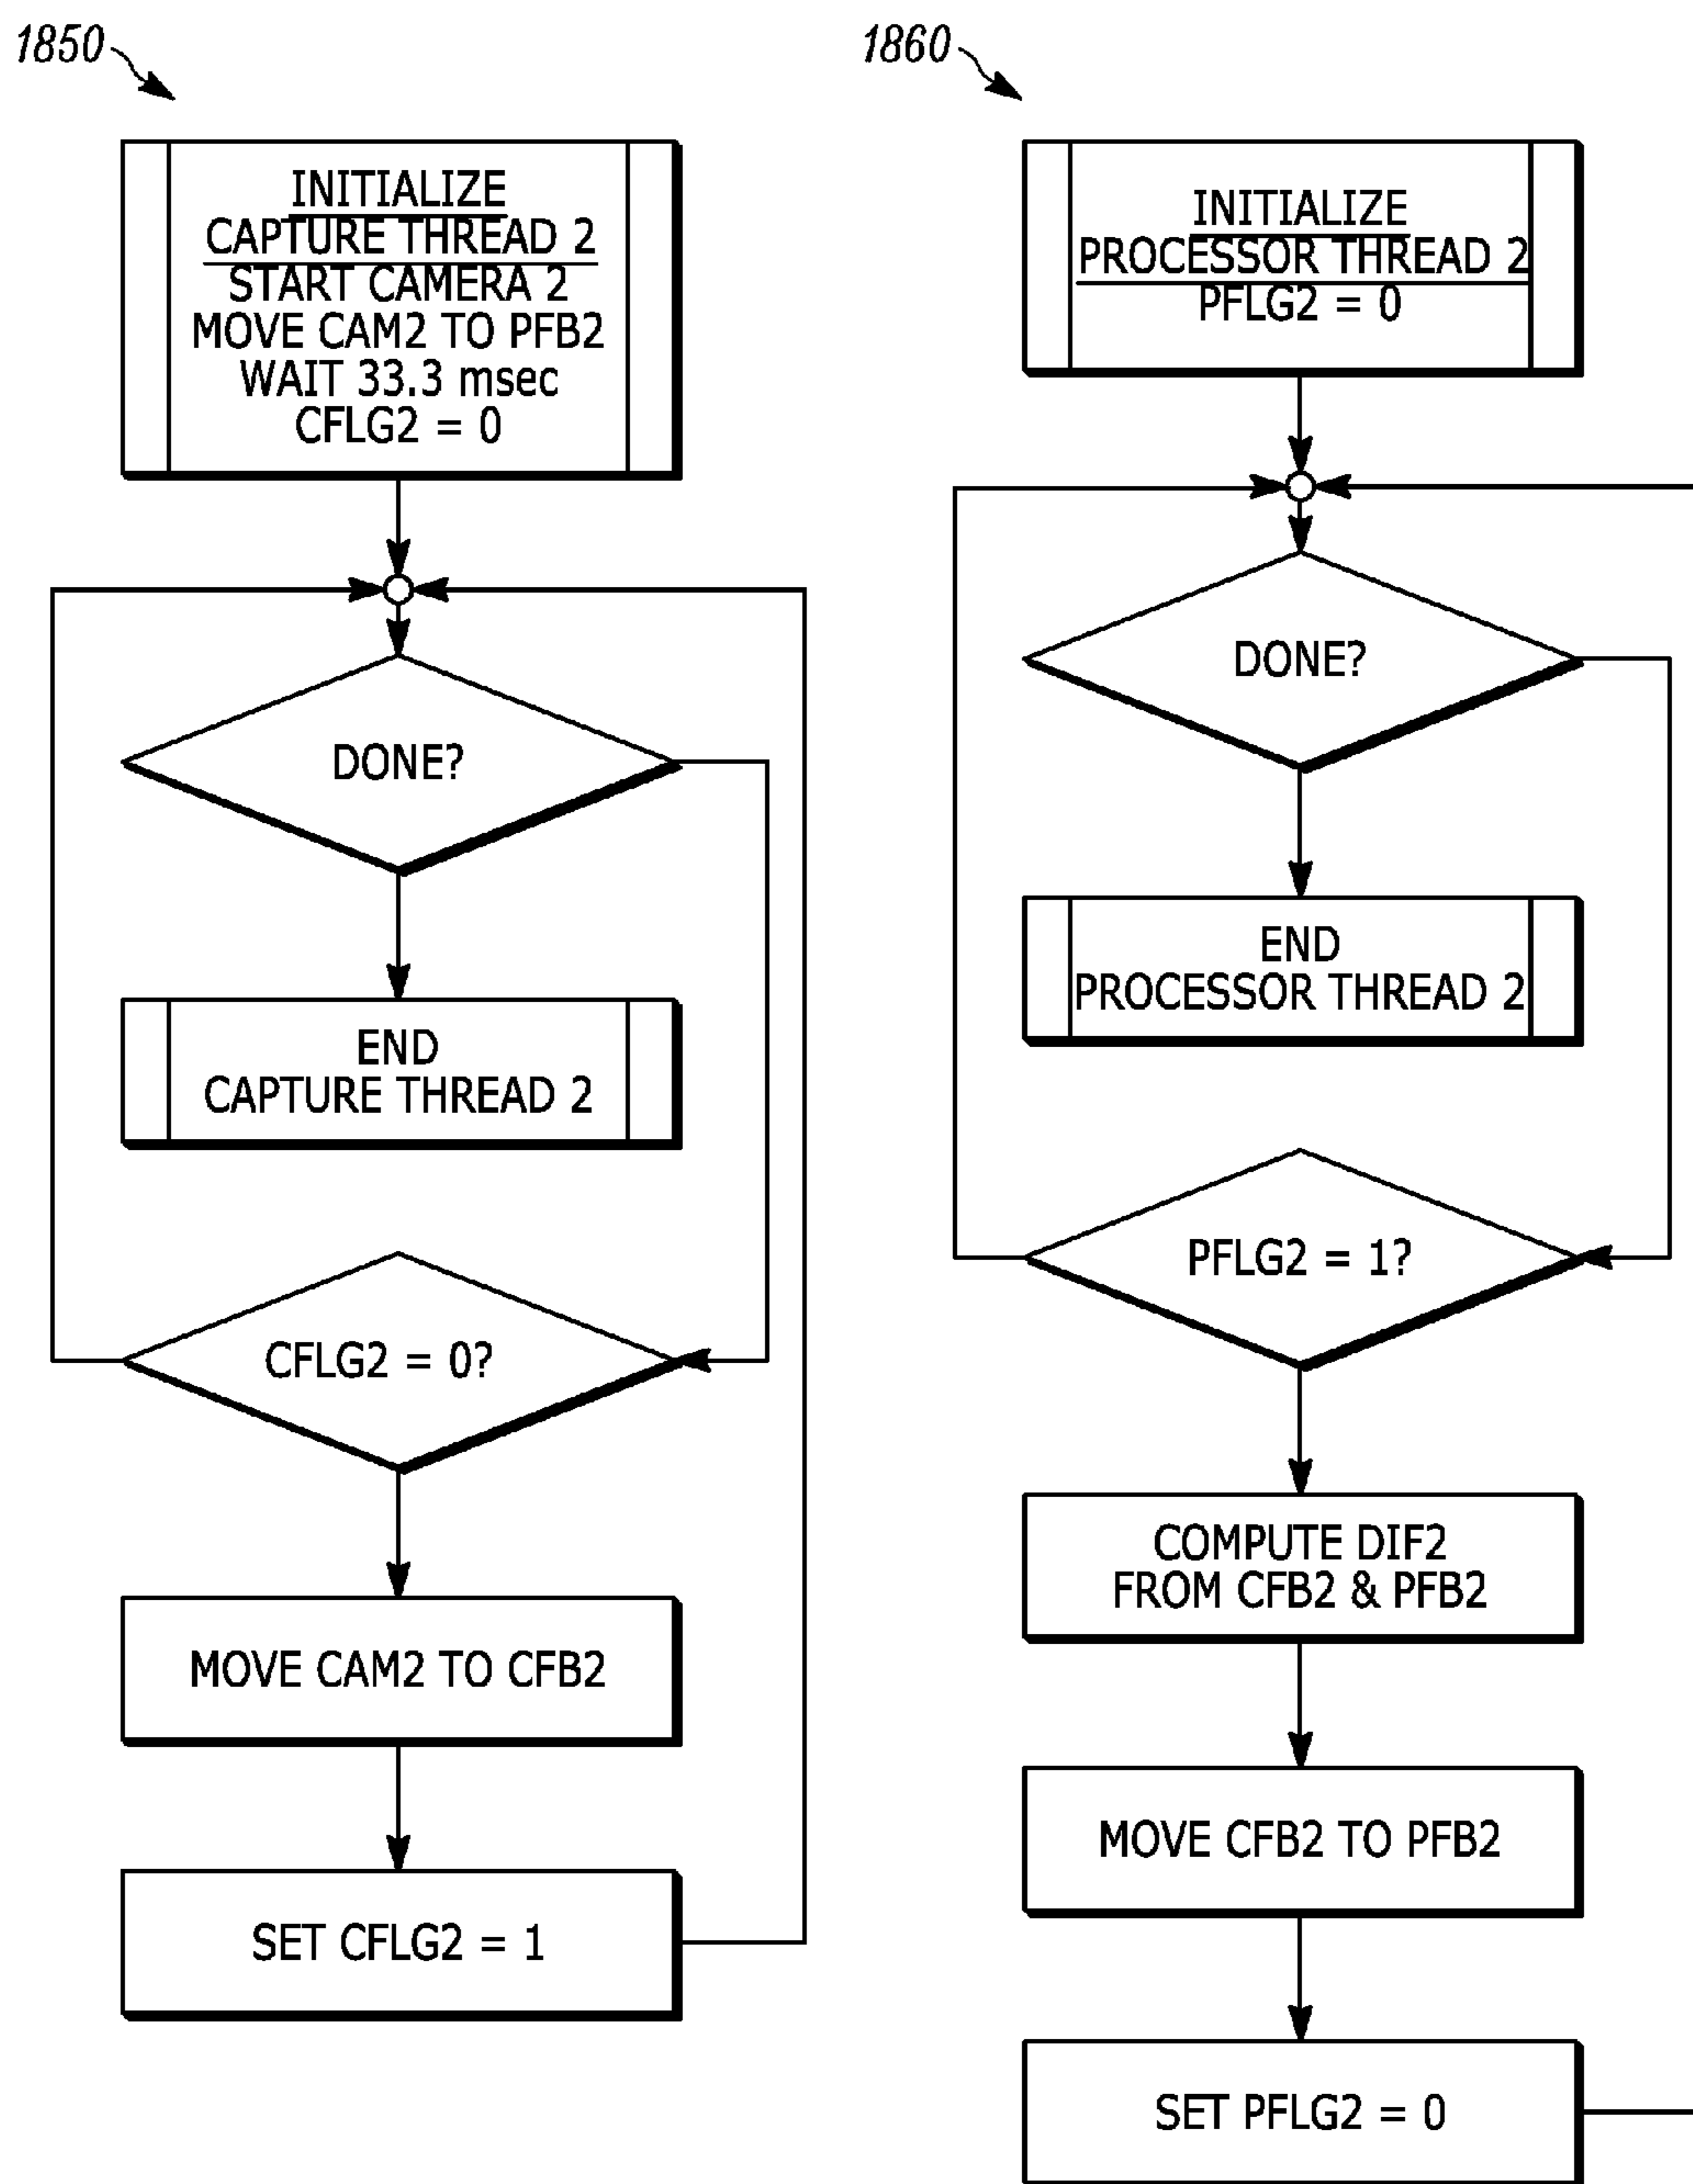 1850
INITIALIZE
CAPTURE THREAD 2
START CAMERA 2
MOVE CAM2 TO PFB2
WAIT 33.3 msec
CFLG2 = 0
DONE?
END
CAPTURE THREAD 2
CFLG2 = 0?
MOVE CAM2 TO CFB2
SET CFLG2 = 1
1860
INITIALIZE
PROCESSOR THREAD 2
PFLG2 = 0
DONE?
END
PROCESSOR THREAD 2
PFLG2 = 1?
COMPUTE DIF2
FROM CFB2 & PFB2
MOVE CFB2 TO PFB2
SET PFLG2 = 0